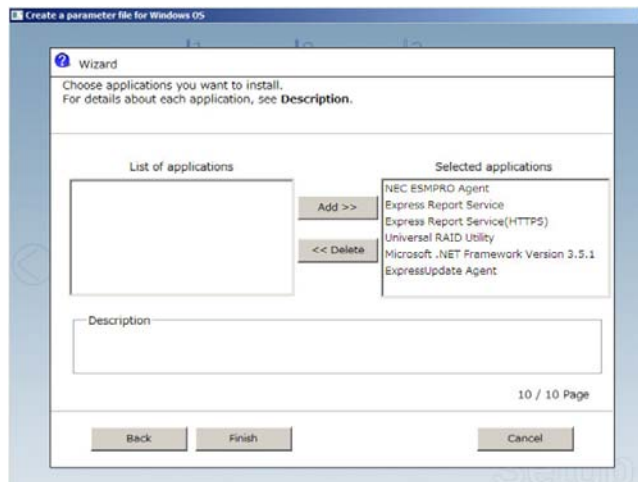 Create a parameter file for Windows OS
Wizard
Choose applications you want to install.
For details about each application, see Description.
List of applications
Selected applications
Add >>
<< Delete
NEC ESMPRO Agent
Express Report Service
Express Report Service(HTTPS)
Universal RAID Utility
Microsoft .NET Framework Version 3.5.1
ExpressUpdate Agent
Description
10 / 10 Page
Back
Finish
Cancel